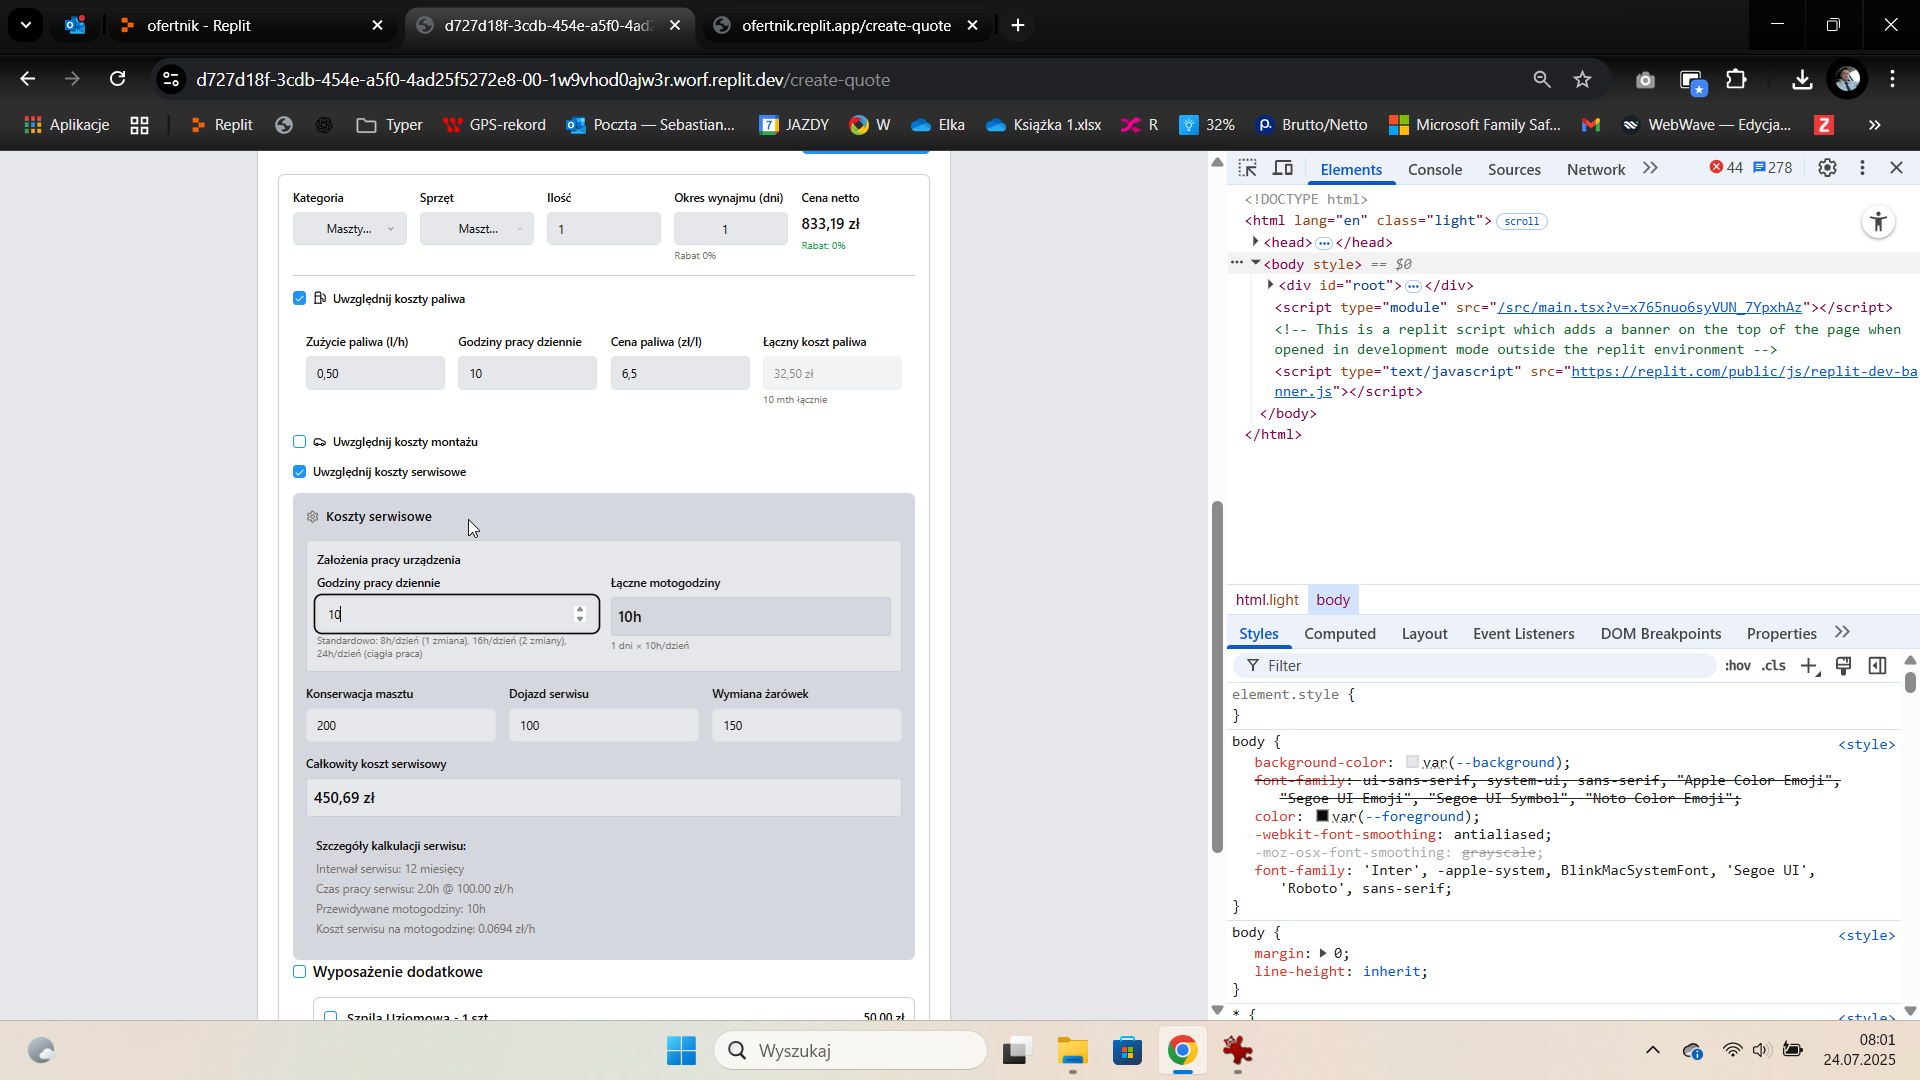 ofertnik - Replit
d727d18f-3cdb-454e-a5f0-4ad2
ofertnik.replit.app/create-quote
d727d18f-3cdb-454e-a5f0-4ad25f5272e8-00-1w9vhod0ajw3r.worf.replit.dev/create-quote
Aplikacje
Replit
Typer
GPS-rekord
Poczta — Sebastian...
7 JAZDY
W
Elka
Książka 1.xlsx
R
32%
Brutto/Netto
Microsoft Family Saf...
WebWave — Edycja...
Z
»
Kategoria Sprzęt Ilość Okres wynajmu (dni) Cena netto
Maszty... Maszt... 1 1 833,19 zł
Rabat: 0%
Rabat 0%
Uwzględnij koszty paliwa
Zużycie paliwa (l/h) Godziny pracy dziennie Cena paliwa (zł/l) Łączny koszt paliwa
0,50 10 6,5 32,50 zł
10 mth łącznie
Uwzględnij koszty montażu
Uwzględnij koszty serwisowe
Koszty serwisowe
Założenia pracy urządzenia
Godziny pracy dziennie Łączne motogodziny
10 10h
Standardowo: 8h/dzień (1 zmiana), 16h/dzień (2 zmiany),
24h/dzień (ciągła praca)
1 dni × 10h/dzień
Konserwacja masztu Dojazd serwisu Wymiana żarówek
200 100 150
Całkowity koszt serwisowy
450,69 zł
Szczegóły kalkulacji serwisu:
Interwał serwisu: 12 miesięcy
Czas pracy serwisu: 2.0h @ 100.00 zł/h
Przewidywane motogodziny: 10h
Koszt serwisu na motogodzinę: 0.0694 zł/h
Wyposażenie dodatkowe
Szpila Uziomowa - 1 szt. 50,00 zł
Elements Console Sources Network » 44 278
<!DOCTYPE html>
<html lang="en" class="light"> scroll
<head> ··· </head>
··· <body style> == $0
<div id="root"> ··· </div>
<script type="module" src="/src/main.tsx?v=x765nuo6syVUN_7YpxhAz"></script>
<!-- This is a replit script which adds a banner on the top of the page when
opened in development mode outside the replit environment -->
<script type="text/javascript" src="https://replit.com/public/js/replit-dev-ba
nner.js"></script>
</body>
</html>
html.light body
Styles Computed Layout Event Listeners DOM Breakpoints Properties »
Filter :hov .cls
element.style {
}
body { <style>
background-color: var(--background);
font-family: ui-sans-serif, system-ui, sans-serif, "Apple Color Emoji",
"Segoe UI Emoji", "Segoe UI Symbol", "Noto Color Emoji";
color: var(--foreground);
-webkit-font-smoothing: antialiased;
-moz-osx-font-smoothing: grayscale;
font-family: 'Inter', -apple-system, BlinkMacSystemFont, 'Segoe UI',
'Roboto', sans-serif;
}
body { <style>
margin: 0;
line-height: inherit;
}
* { <style>
Wyszukaj
08:01
24.07.2025